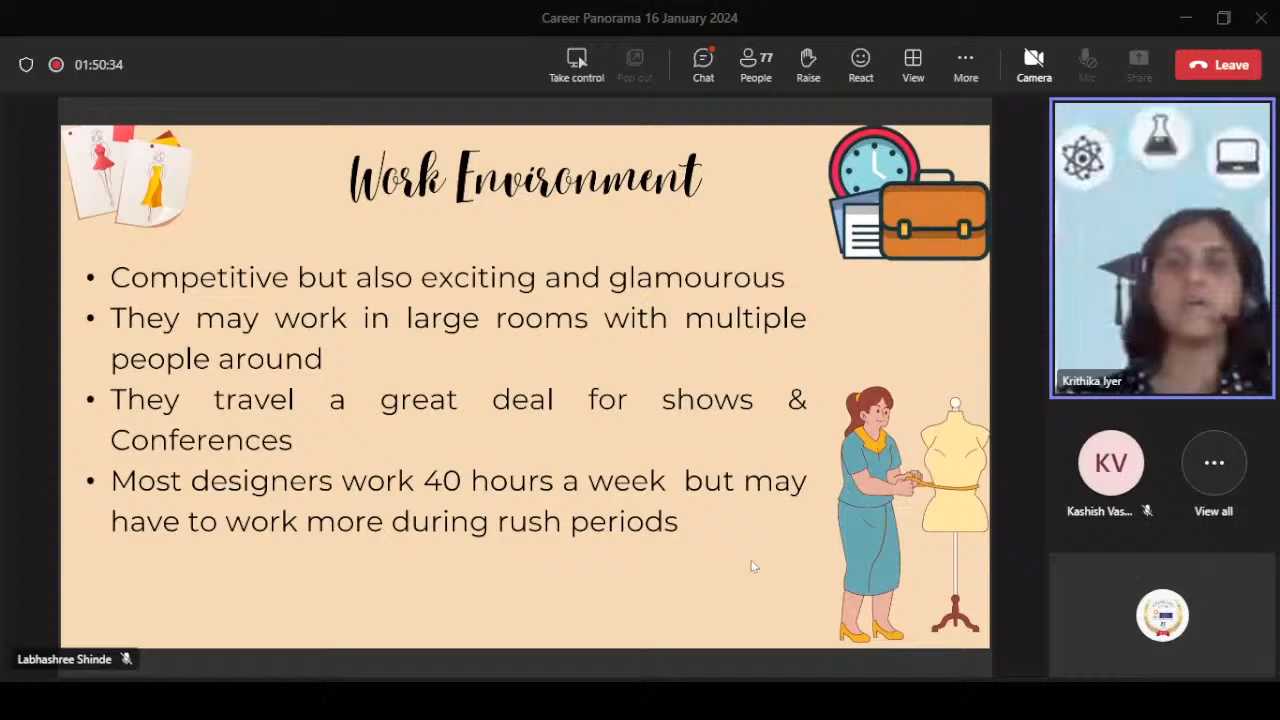 Career Panorama 16 January 2024
01:50:34
Take control
Pop out
Chat
77
People
Raise
React
View
More
Camera
Mic
Share
Leave
Work Environment
• Competitive but also exciting and glamourous
• They may work in large rooms with multiple
people around
• They travel a great deal for shows &
Conferences
• Most designers work 40 hours a week but may
have to work more during rush periods
Krithika Iyer
KV
Kashish Vas...
View all
Labhashree Shinde